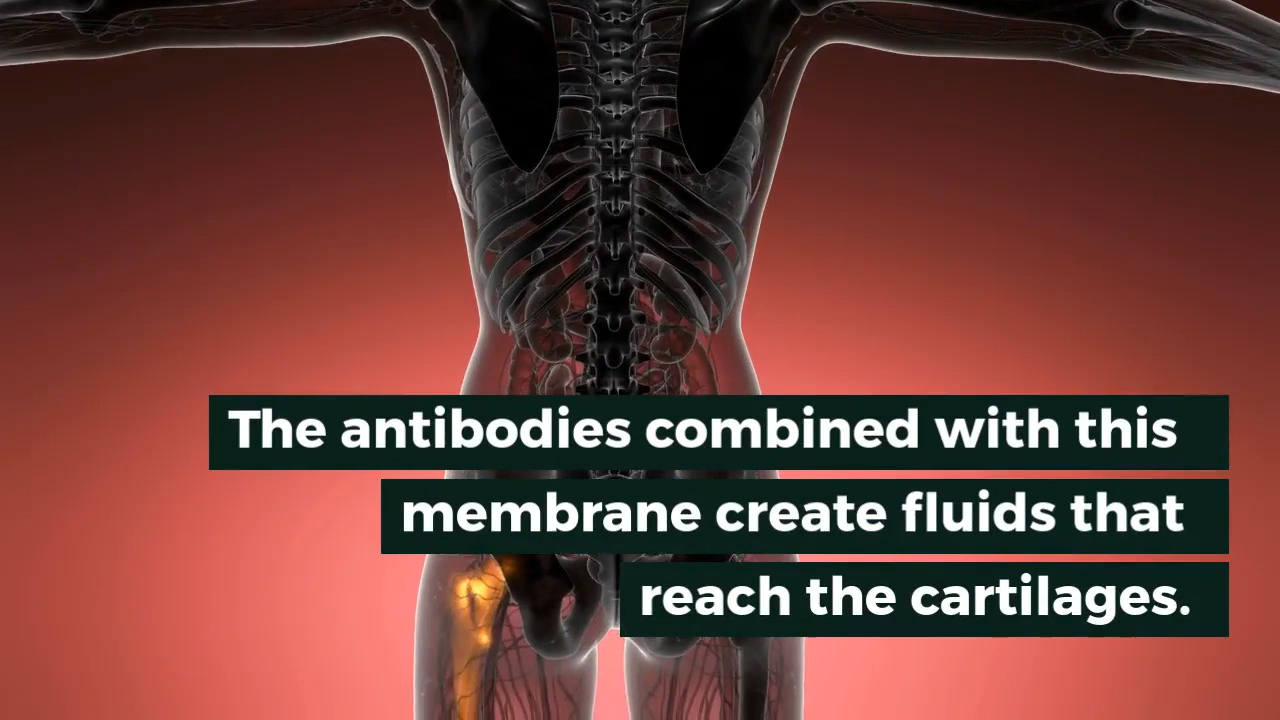 The antibodies combined with this
membrane create fluids that
reach the cartilages.